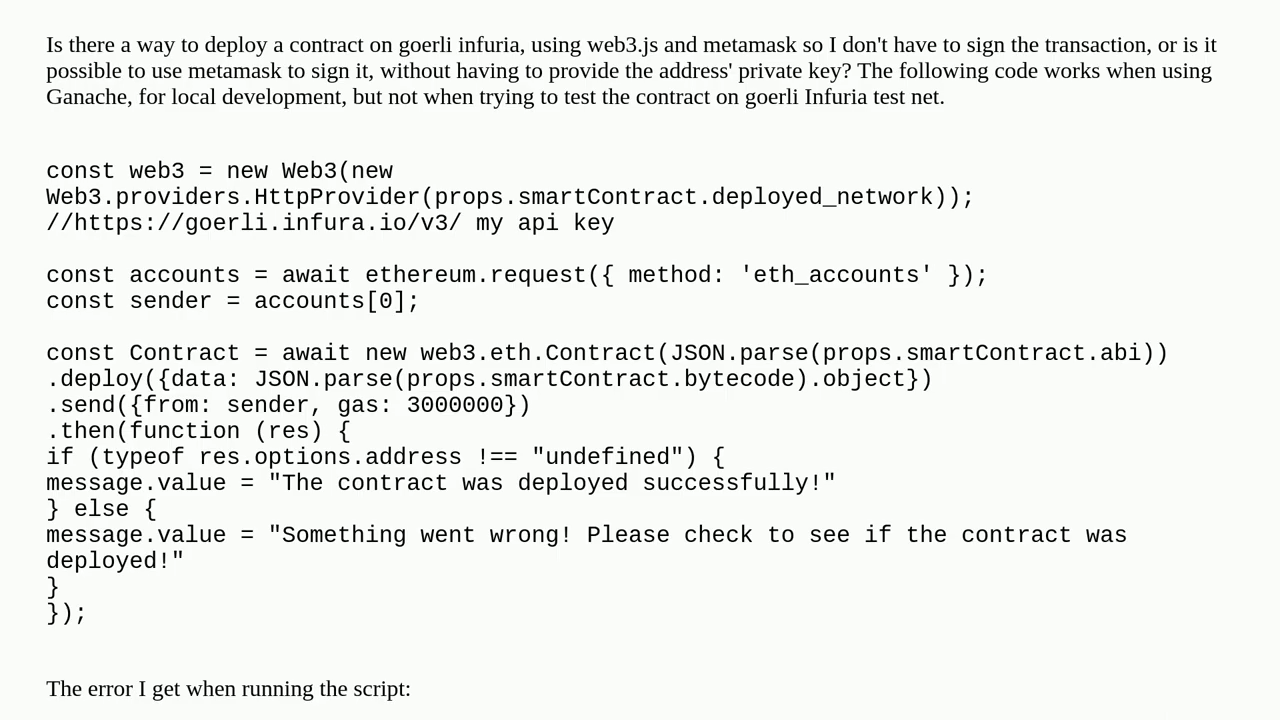 Is there a way to deploy a contract on goerli infuria, using web3.js and metamask so I don't have to sign the transaction, or is it
possible to use metamask to sign it, without having to provide the address' private key? The following code works when using
Ganache, for local development, but not when trying to test the contract on goerli Infuria test net.
const web3 = new Web3(new
Web3.providers.HttpProvider(props.smartContract.deployed_network));
//https://goerli.infura.io/v3/ my api key
const accounts = await ethereum.request({ method: 'eth_accounts' });
const sender = accounts[0];
const Contract = await new web3.eth.Contract(JSON.parse(props.smartContract.abi))
.deploy({data: JSON.parse(props.smartContract.bytecode).object})
.send({from: sender, gas: 3000000})
.then(function (res) {
if (typeof res.options.address !== "undefined") {
message.value = "The contract was deployed successfully!"
} else {
message.value = "Something went wrong! Please check to see if the contract was
deployed!"
}
});
The error I get when running the script: